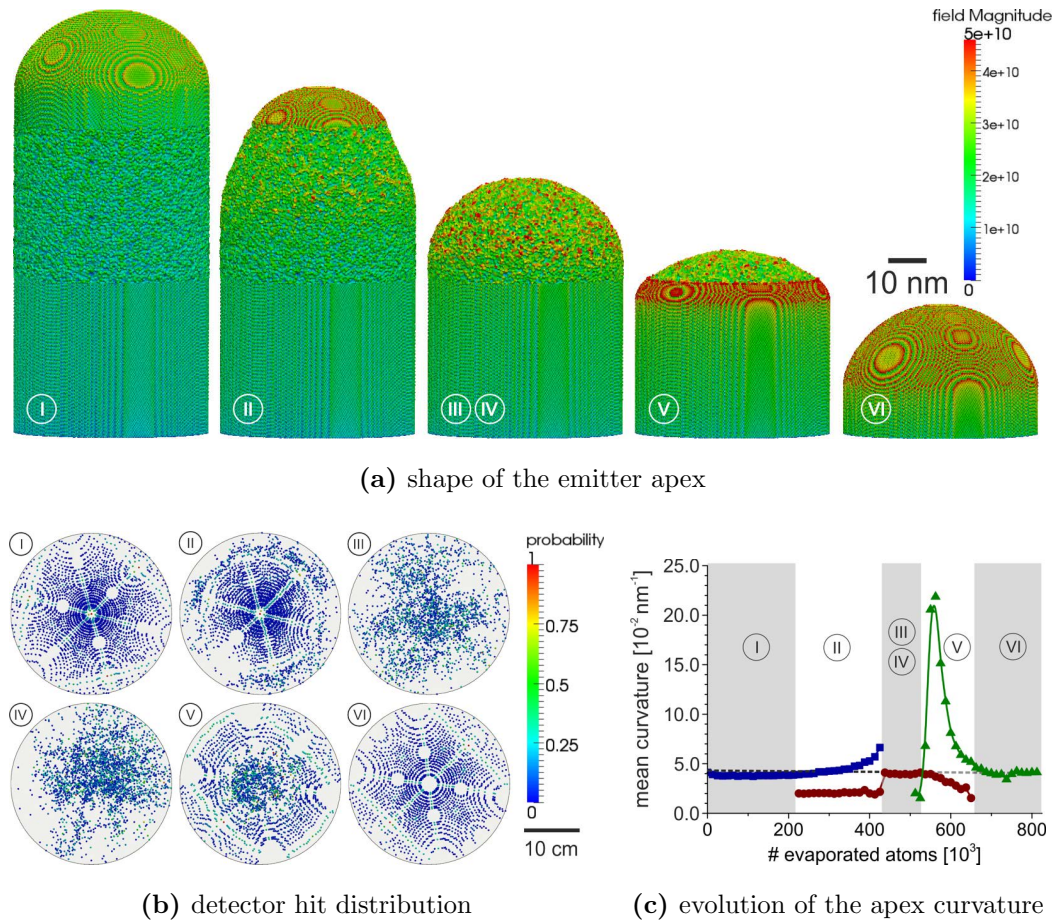 field Magnitude
5e+10
4e+10
3e+10
2e+10
1e+10
0
10 nm
I
II
III IV
V
VI
(a) shape of the emitter apex
I
II
III
IV
V
VI
probability
1
0.75
0.5
0.25
0
10 cm
(b) detector hit distribution
mean curvature [10⁻² nm⁻¹]
25.0
20.0
15.0
10.0
5.0
0.0
I
II
III
IV
V
VI
0 200 400 600 800
# evaporated atoms [10³]
(c) evolution of the apex curvature